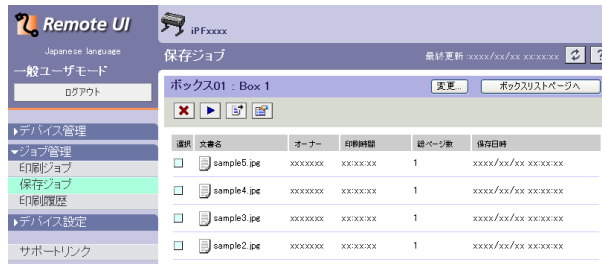 Remote UI
iPFxxxx
Japanese language
一般ユーザモード
保存ジョブ
最終更新 :xxxx/xx/xx xx:xx:xx
?
ログアウト
ボックス01 : Box 1
変更...
ボックスリストページへ
デバイス管理
ジョブ管理
印刷ジョブ
保存ジョブ
印刷履歴
デバイス設定
サポートリンク
選択 文書名 オーナー 印刷時間 総ページ数 保存日時
sample5.jpg xxxxxxx xx:xx:xx 1 xxxx/xx/xx xx:xx:xx
sample4.jpg xxxxxxx xx:xx:xx 1 xxxx/xx/xx xx:xx:xx
sample3.jpg xxxxxxx xx:xx:xx 1 xxxx/xx/xx xx:xx:xx
sample2.jpg xxxxxxx xx:xx:xx 1 xxxx/xx/xx xx:xx:xx